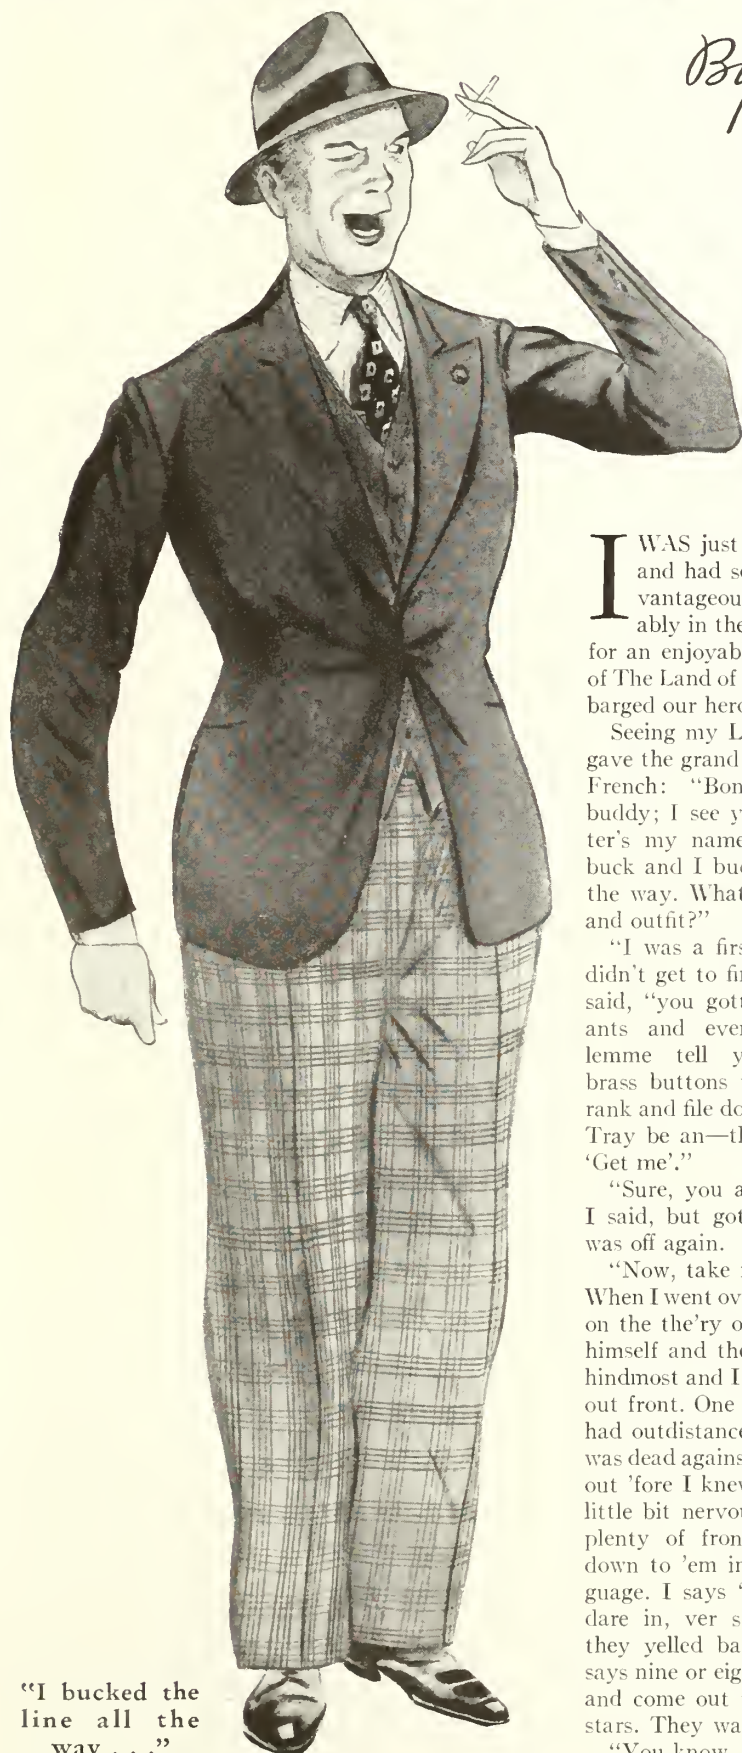 I WAS just
and had s
vantageou
ably in the
for an enjoyab
of The Land of
barged our her
Seeing my L
gave the grand
French: “Bon
buddy; I see y
ter's my name
buck and I bu
the way. What
and outfit?”
“I was a firs
didn't get to fi
said, “you gott
ants and ever
lemme tell y
brass buttons
rank and file do
Tray be an—th
‘Get me’.”
“Sure, you a
I said, but got
was off again.
“Now, take
When I went ov
on the the'ry o
himself and the
hindmost and I
out front. One
had outdistance
was dead agains
out 'fore I knew
little bit nervou
plenty of fron
down to 'em in
guage. I says ‘
dare in, ver s
they yelled ba
says nine or eig
and come out
stars. They wa
“You know
“I bucked the
line all the
way . . .”